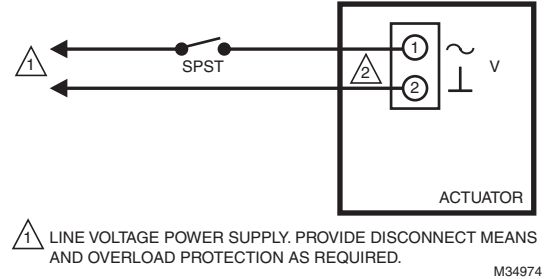 1
SPST
2
1
2
V
ACTUATOR
1 LINE VOLTAGE POWER SUPPLY. PROVIDE DISCONNECT MEANS
AND OVERLOAD PROTECTION AS REQUIRED.
M34974